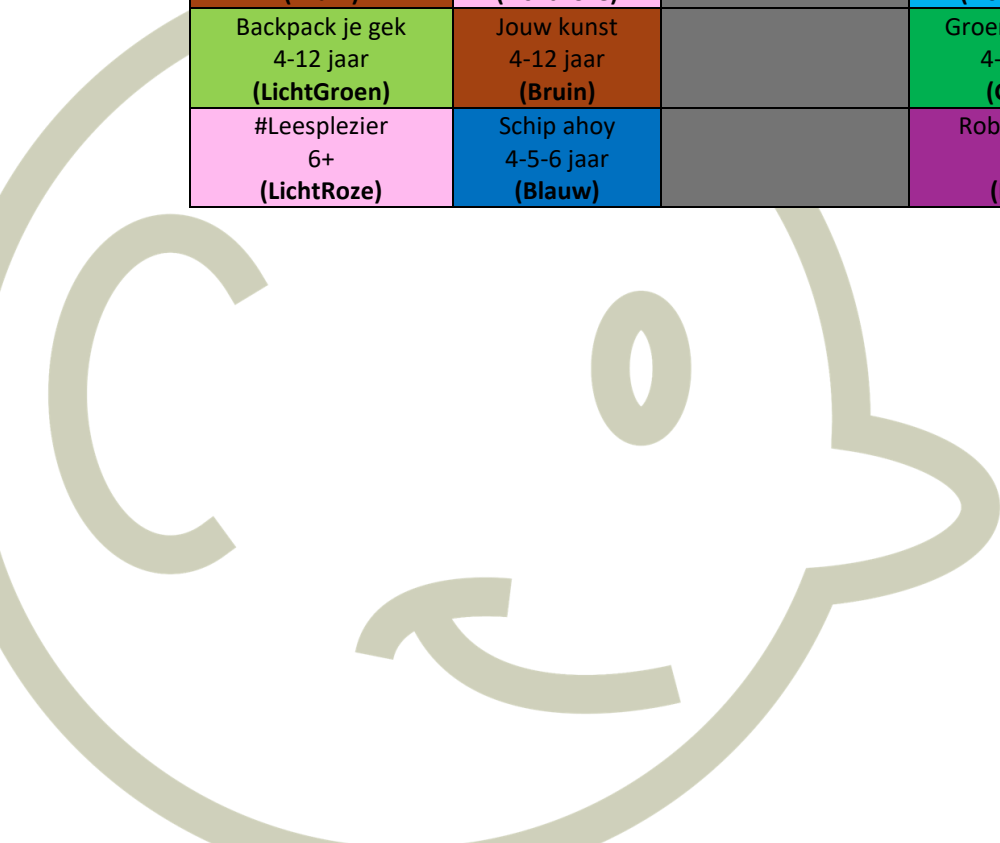 Backpack je gek
4-12 jaar
(LichtGroen)
Jouw kunst
4-12 jaar
(Bruin)
#Leesplezier
6+
(LichtRoze)
Schip ahoy
4-5-6 jaar
(Blauw)